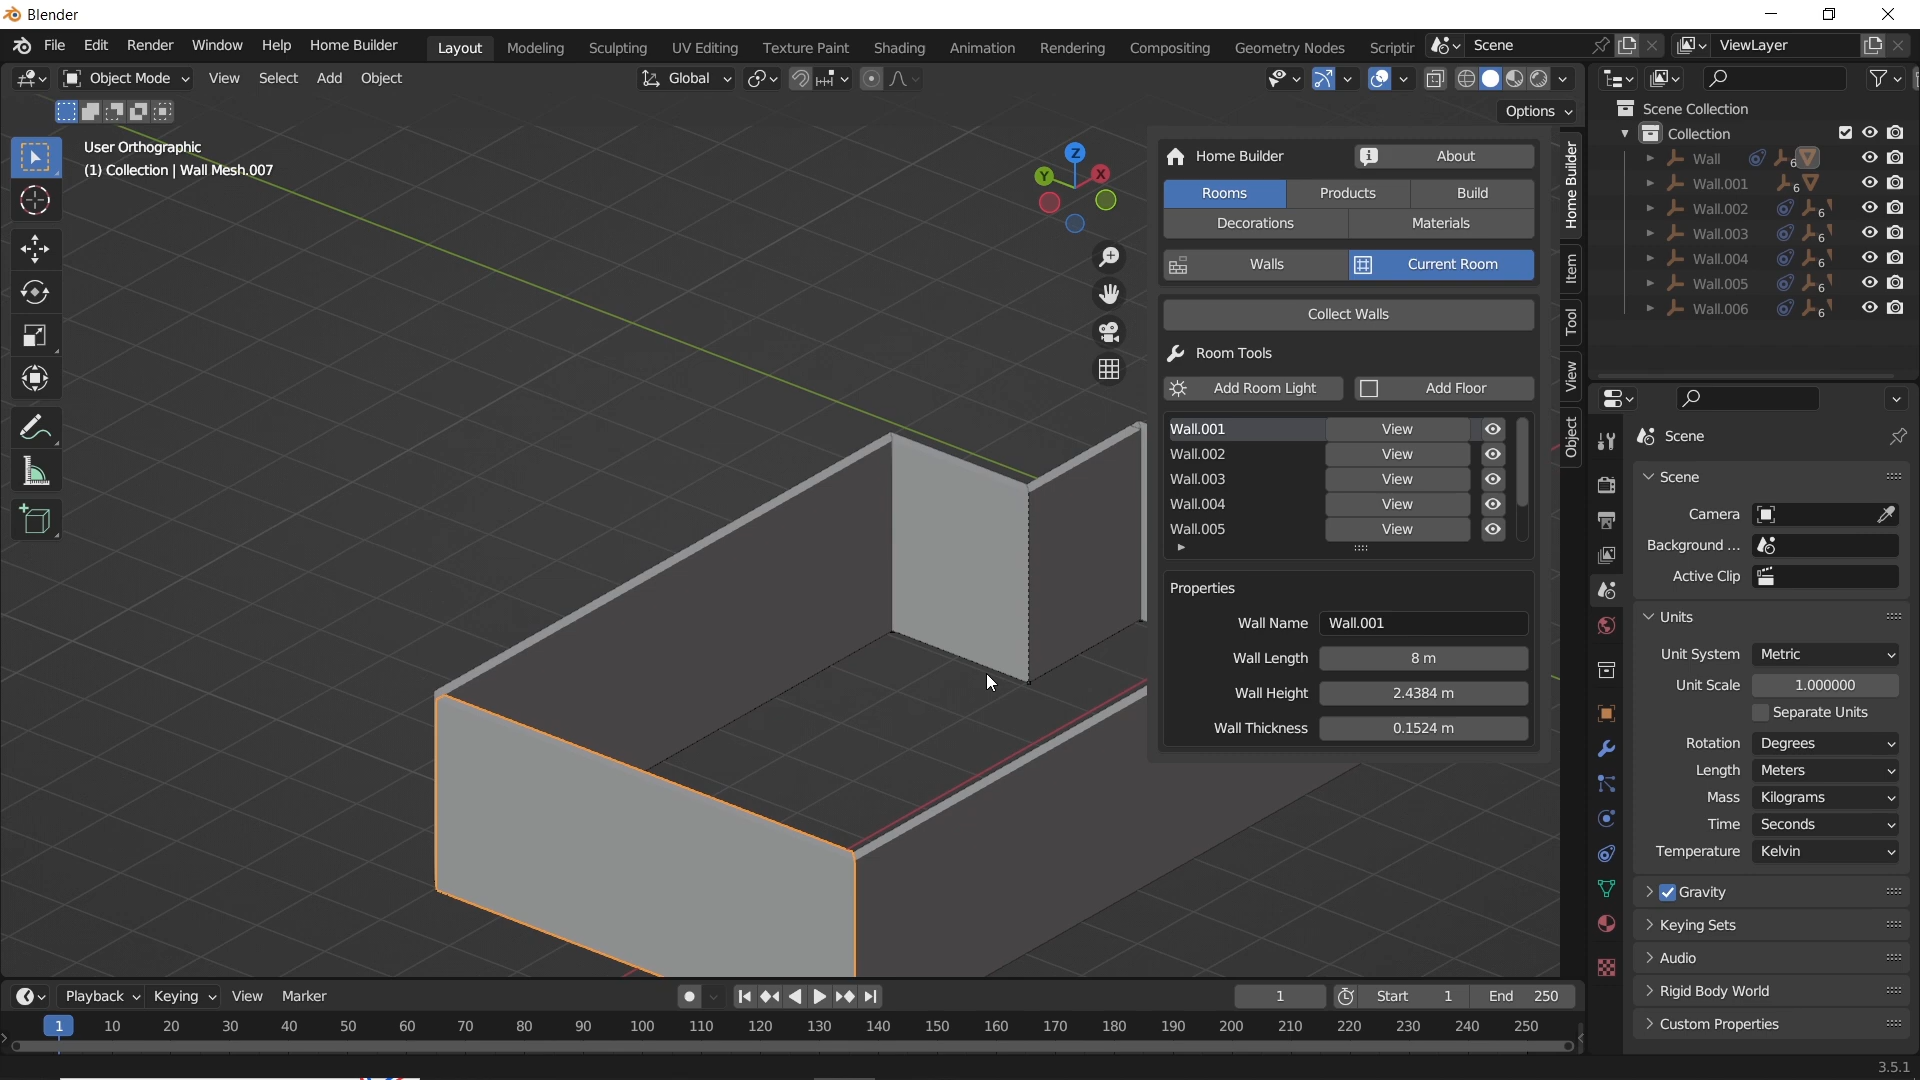 Blender
File Edit Render Window Help Home Builder Layout Modeling Sculpting UV Editing Texture Paint Shading Animation Rendering Compositing Geometry Nodes Scriptir Scene ViewLayer
Object Mode View Select Add Object Global
Options
User Orthographic
(1) Collection | Wall Mesh.007
Z
Y
X
Home Builder About
Rooms Products Build
Decorations Materials
Walls Current Room
Collect Walls
Room Tools
Add Room Light Add Floor
Wall.001 View
Wall.002 View
Wall.003 View
Wall.004 View
Wall.005 View
Properties
Wall Name Wall.001
Wall Length 8 m
Wall Height 2.4384 m
Wall Thickness 0.1524 m
Home Builder
Item
Tool
View
Object
Scene Collection
Collection
Wall 6
Wall.001 6
Wall.002 6
Wall.003 6
Wall.004 6
Wall.005 6
Wall.006 6
Scene
Scene
Camera
Background ...
Active Clip
Units
Unit System Metric
Unit Scale 1.000000
Separate Units
Rotation Degrees
Length Meters
Mass Kilograms
Time Seconds
Temperature Kelvin
Gravity
Keying Sets
Audio
Rigid Body World
Custom Properties
Playback Keying View Marker 1 Start 1 End 250
1 10 20 30 40 50 60 70 80 90 100 110 120 130 140 150 160 170 180 190 200 210 220 230 240 250
3.5.1